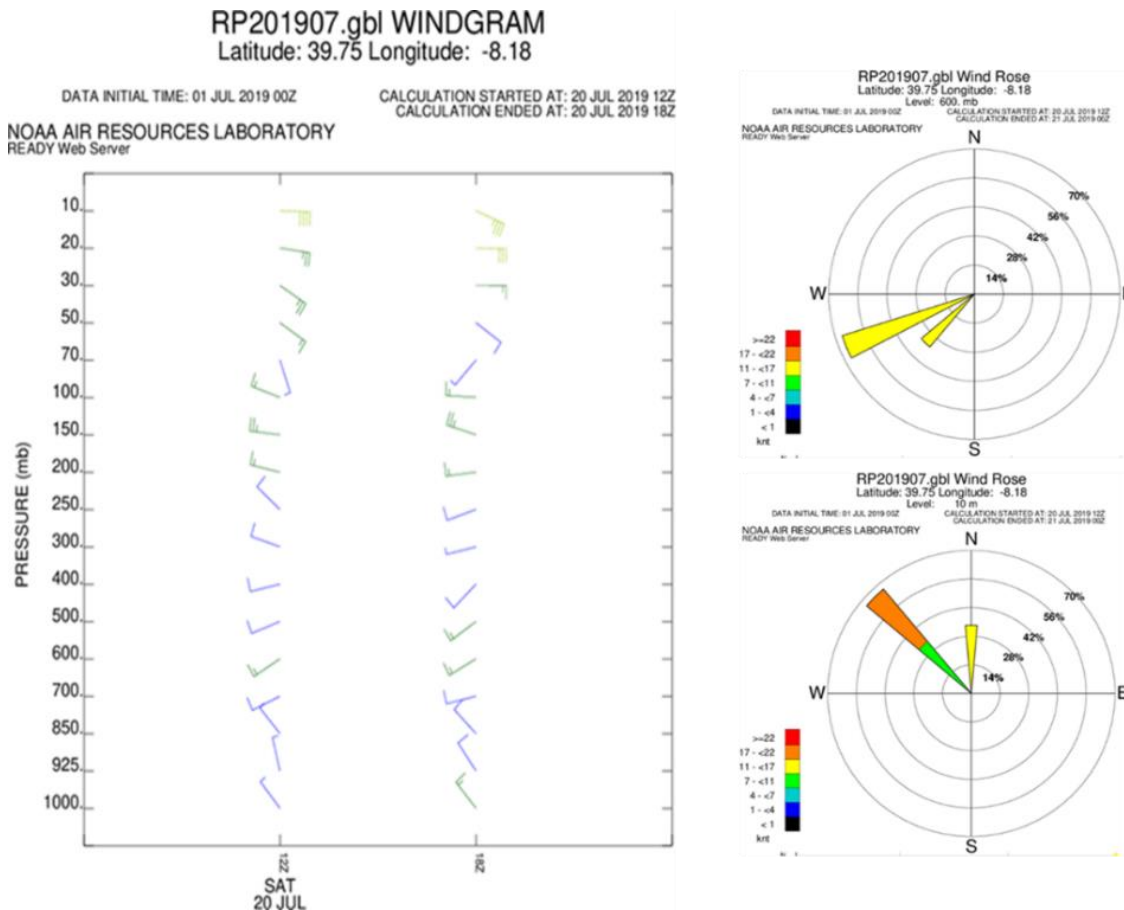 RP201907.gbl WINDGRAM
Latitude: 39.75 Longitude: -8.18
DATA INITIAL TIME: 01 JUL 2019 00Z
CALCULATION STARTED AT: 20 JUL 2019 12Z
CALCULATION ENDED AT: 20 JUL 2019 18Z
NOAA AIR RESOURCES LABORATORY
READY Web Server
PRESSURE (mb)
10
20
30
50
70
100
150
200
250
300
400
500
600
700
850
925
1000
12Z
18Z
SAT
20 JUL
RP201907.gbl Wind Rose
Latitude: 39.75 Longitude: -8.18
Level: 600. mb
DATA INITIAL TIME: 01 JUL 2019 00Z
CALCULATION STARTED AT: 20 JUL 2019 12Z
CALCULATION ENDED AT: 21 JUL 2019 00Z
NOAA AIR RESOURCES LABORATORY
READY Web Server
N
70%
56%
42%
28%
14%
W
S
>=22
17 - <22
11 - <17
7 - <11
4 - <7
1 - <4
< 1
knt
RP201907.gbl Wind Rose
Latitude: 39.75 Longitude: -8.18
Level: 10 m
DATA INITIAL TIME: 01 JUL 2019 00Z
CALCULATION STARTED AT: 20 JUL 2019 12Z
CALCULATION ENDED AT: 21 JUL 2019 00Z
NOAA AIR RESOURCES LABORATORY
READY Web Server
N
70%
56%
42%
28%
14%
W
E
S
>=22
17 - <22
11 - <17
7 - <11
4 - <7
1 - <4
< 1
knt